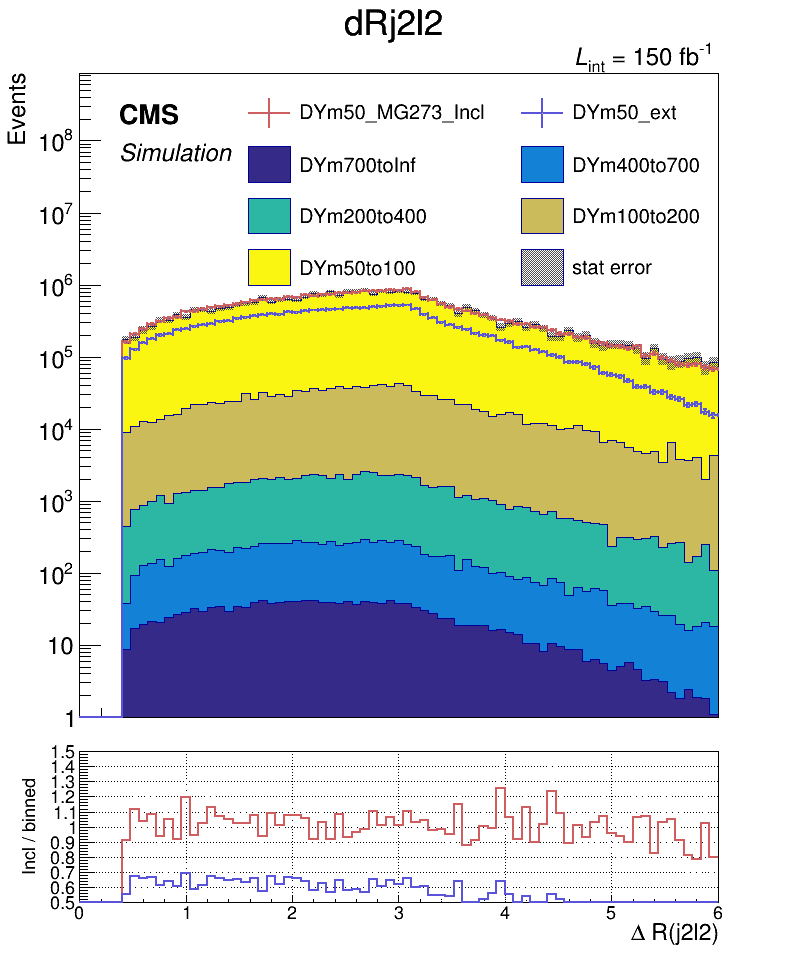 dRj2l2
L_int = 150 fb^-1
Events
CMS
Simulation
DYm50_MG273_Incl
DYm50_ext
DYm700toInf
DYm400to700
DYm200to400
DYm100to200
DYm50to100
stat error
10^8
10^7
10^6
10^5
10^4
10^3
10^2
10
1
Incl / binned
1.5
1.4
1.3
1.2
1.1
1
0.9
0.8
0.7
0.6
0.5
0 1 2 3 4 5 6
Δ R(j2l2)